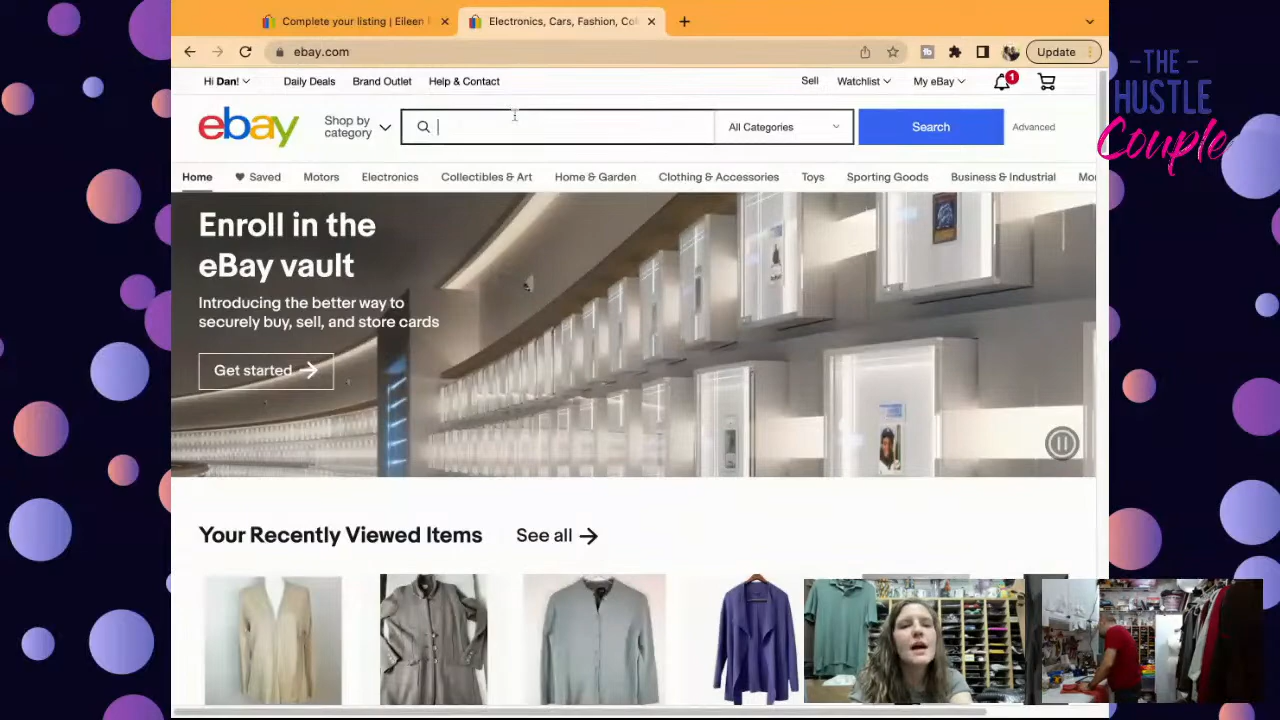 Complete your listing | Eileen
Electronics, Cars, Fashion, Col
ebay.com
Update
Hi Dan!
Daily Deals
Brand Outlet
Help & Contact
Sell
Watchlist
My eBay
1
ebay
Shop by
category
All Categories
Search
Advanced
Home
Saved
Motors
Electronics
Collectibles & Art
Home & Garden
Clothing & Accessories
Toys
Sporting Goods
Business & Industrial
Mor
Enroll in the
eBay vault
Introducing the better way to
securely buy, sell, and store cards
Get started
Your Recently Viewed Items
See all
-THE-
HUSTLE
Couple